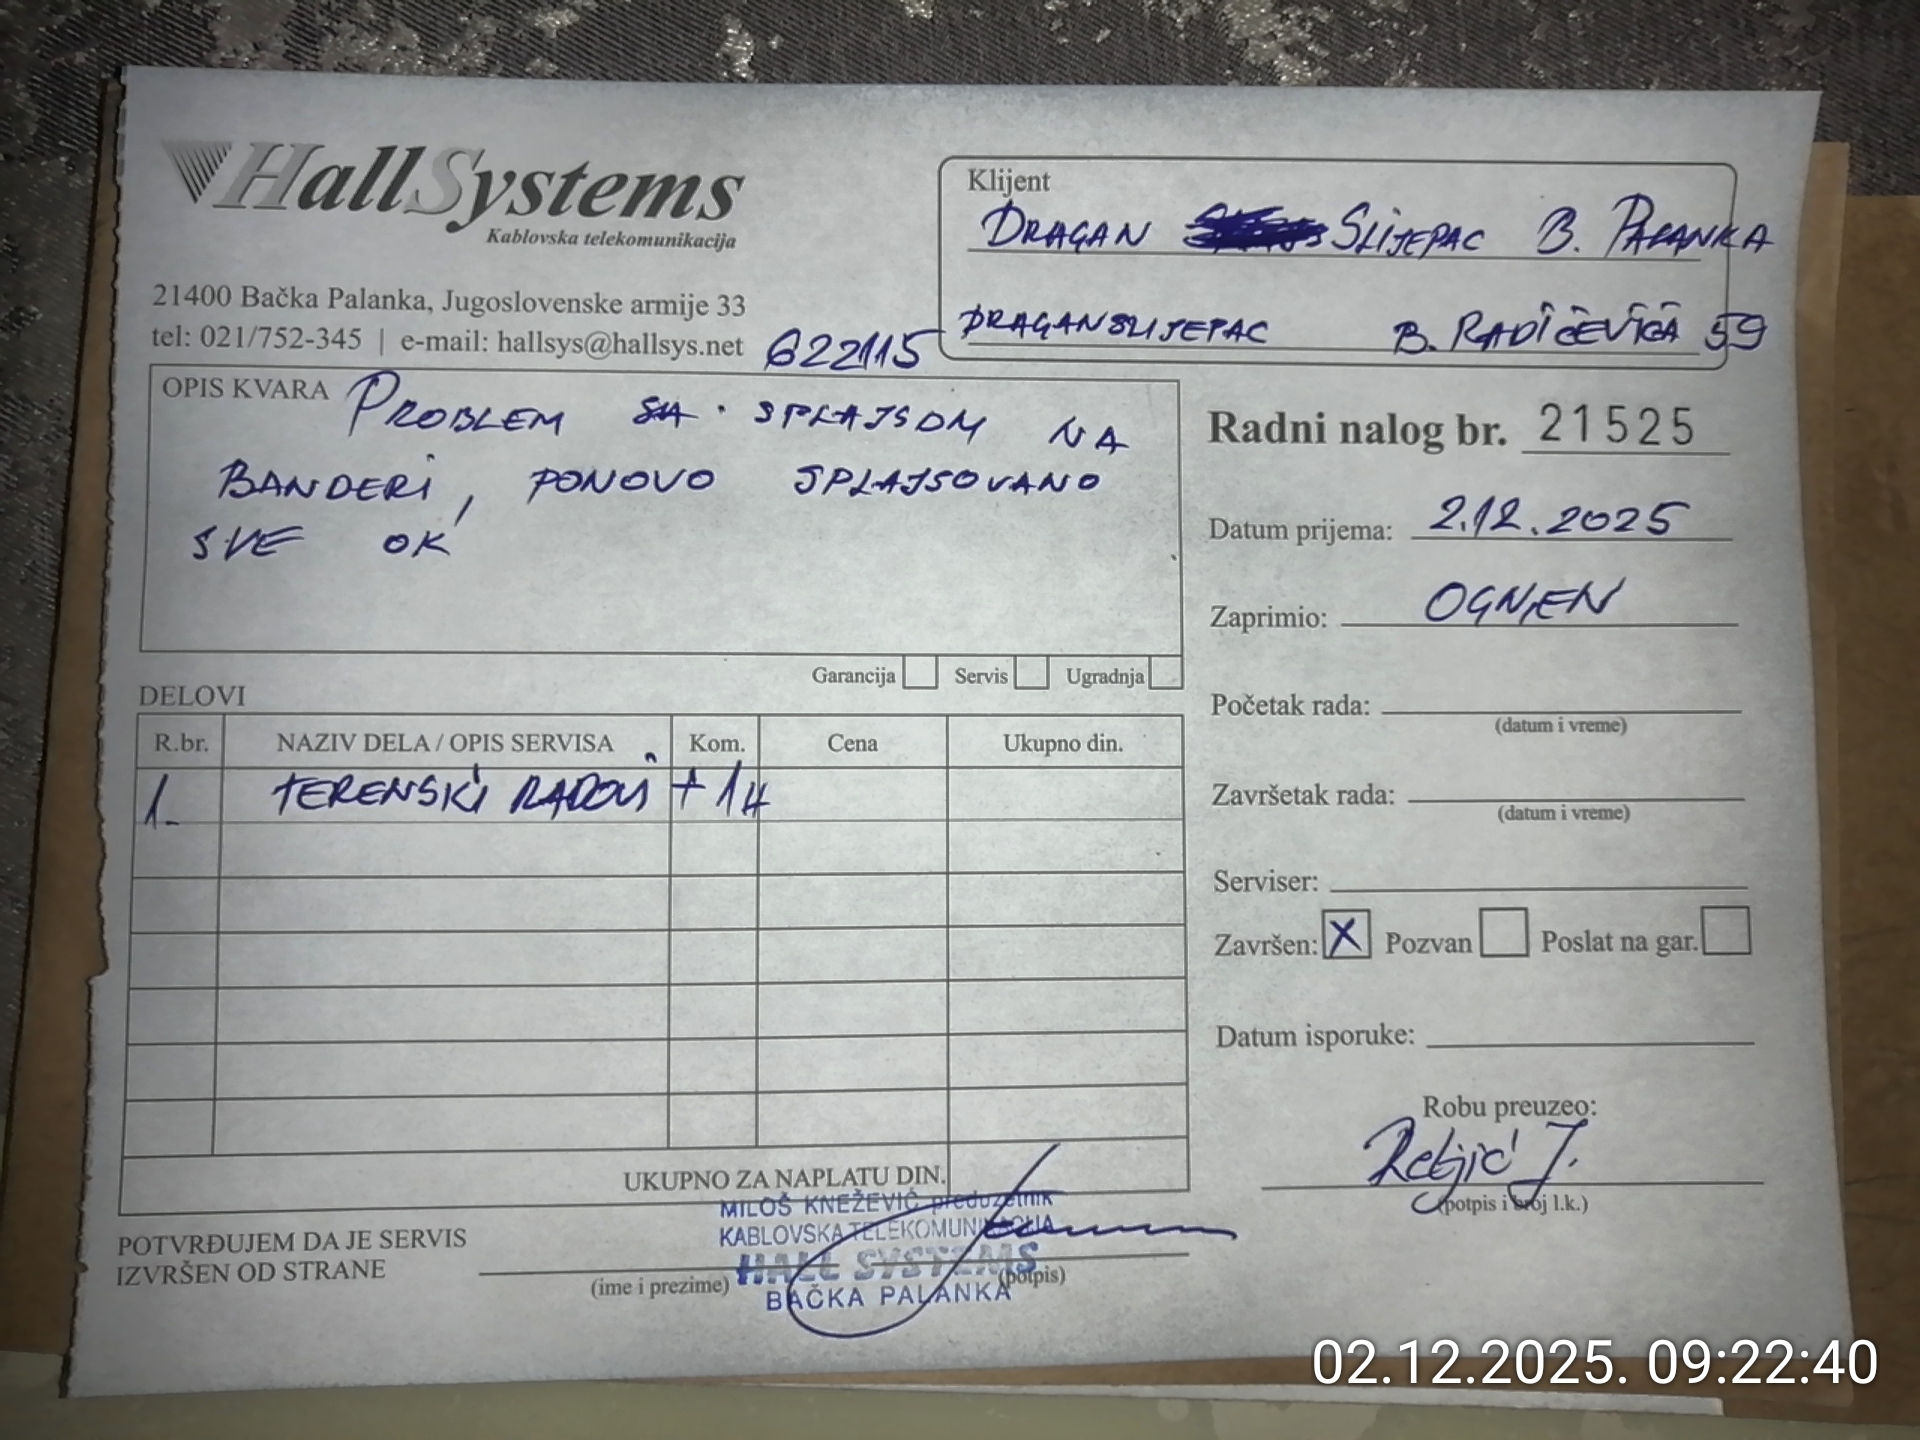 HallSystems
Kablovska telekomunikacija
21400 Bačka Palanka, Jugoslovenske armije 33
tel: 021/752-345 | e-mail: hallsys@hallsys.net
622115
Klijent
DRAGAN SLIJEPAC B. PALANKA
DRAGANSLIJEPAC B. RADIČEVIĆA 59
OPIS KVARA PROBLEM SA SPLAJSOM NA
BANDERI, PONOVO SPLAJSOVANO
SVE OK
Garancija Servis Ugradnja
Radni nalog br. 21525
Datum prijema: 2.12.2025
Zaprimio: OGNJEN
Početak rada:
(datum i vreme)
Završetak rada:
(datum i vreme)
Serviser:
Završen: X Pozvan Poslat na gar.
Datum isporuke:
Robu preuzeo:
(potpis i broj l.k.)
DELOVI
R.br. NAZIV DELA / OPIS SERVISA Kom. Cena Ukupno din.
1. TERENSKI RADOVI + 1H
UKUPNO ZA NAPLATU DIN.
POTVRĐUJEM DA JE SERVIS
IZVRŠEN OD STRANE
(ime i prezime) (potpis)
MILOŠ KNEŽEVIĆ preduzetnik
KABLOVSKA TELEKOMUNIKACIJA
HALL SYSTEMS
BAČKA PALANKA
02.12.2025. 09:22:40